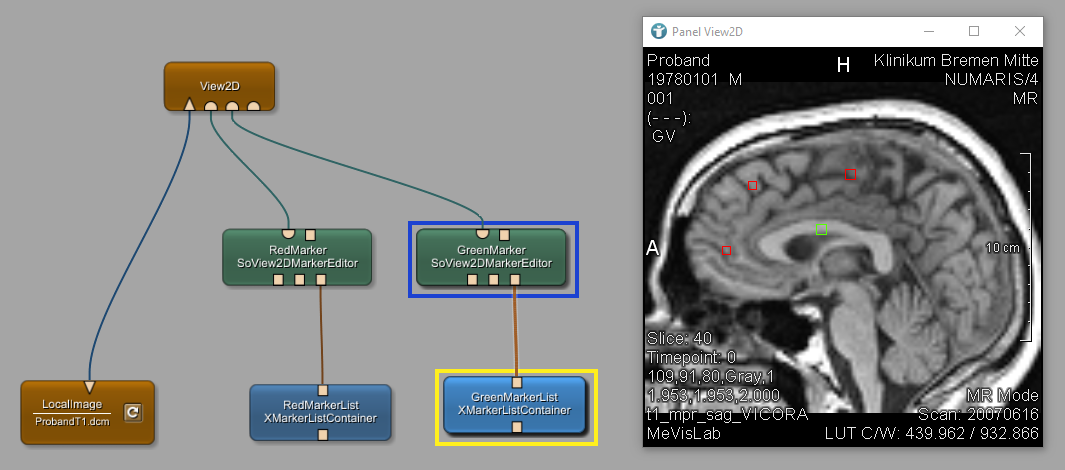 View2D
RedMarker
SoView2DMarkerEditor
GreenMarker
SoView2DMarkerEditor
LocalImage
ProbandT1.dcm
RedMarkerList
XMarkerListContainer
GreenMarkerList
XMarkerListContainer
Panel View2D
Proband
19780101 M
001
(---):
GV
H
Klinikum Bremen Mitte
NUMARIS/4
MR
A
10 cm
Slice: 40
Timepoint: 0
109,91,80,Gray,1
1.953,1.953,2.000
t1_mpr_sag_VICORA
MeVisLab
MR Mode
Scan: 20070616
LUT C/W: 439.962 / 932.866